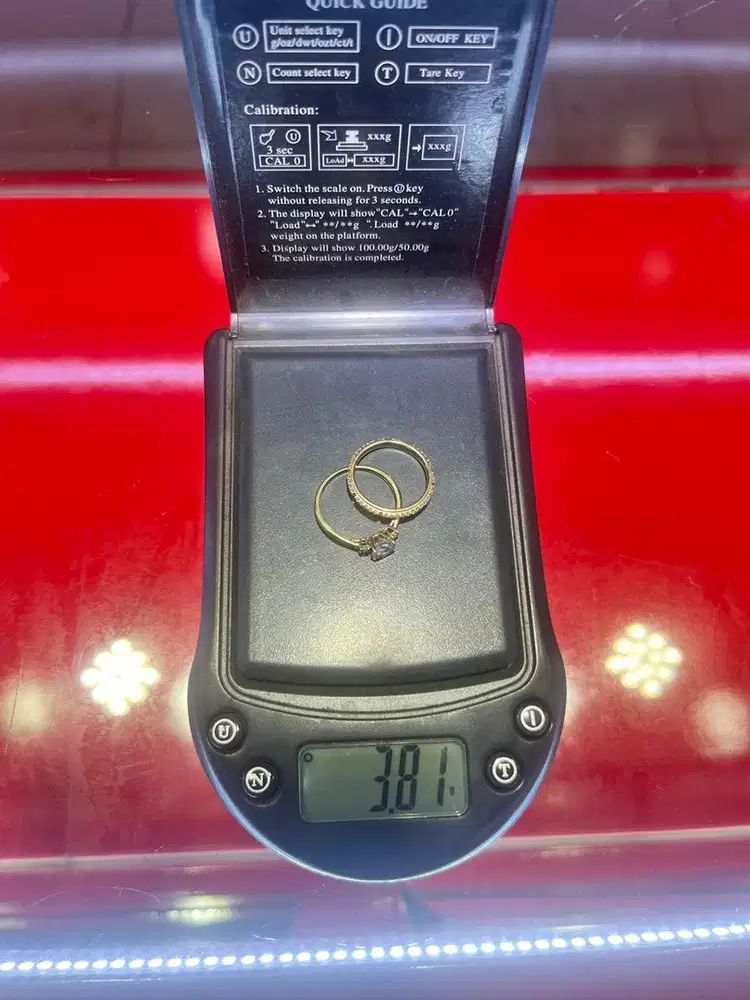 QUICK GUIDE
U Unit select key I ON/OFF KEY
g/oz/dwt/ozt/ct/t
N Count select key T Tare Key
Calibration:
U xxxg
3 sec → xxxg
CAL 0 LoAd xxxg
1. Switch the scale on. Press U key
without releasing for 3 seconds.
2. The display will show"CAL"→"CAL0"
"Load"↔" **/**g ".Load **/**g
weight on the platform.
3. Display will show 100.00g/50.00g
The calibration is completed.
U I
N 3.81 T